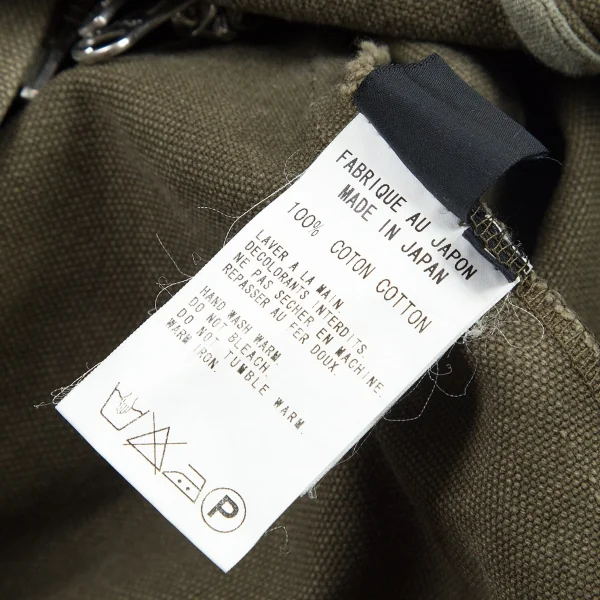 FABRIQUE AU JAPON
MADE IN JAPAN
100% COTON COTTON
LAVER A LA MAIN.
DECOLORANTS INTERDITS.
NE PAS SECHER EN MACHINE.
REPASSER AU FER DOUX
HAND WASH WARM.
DO NOT BLEACH.
DO NOT TUMBLE WARM.
WARM IRON.
P